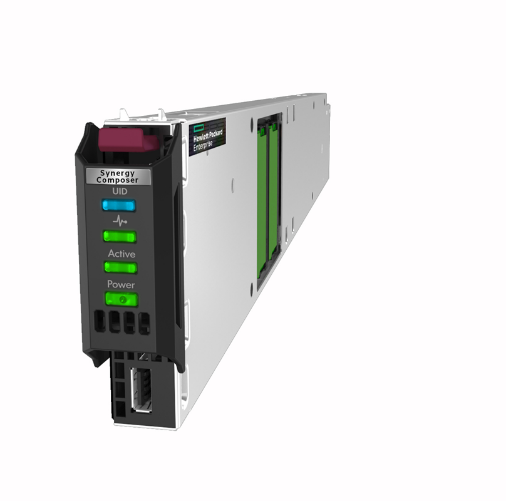 Synergy
Composer
UID
Active
Power
Hewlett Packard
Enterprise